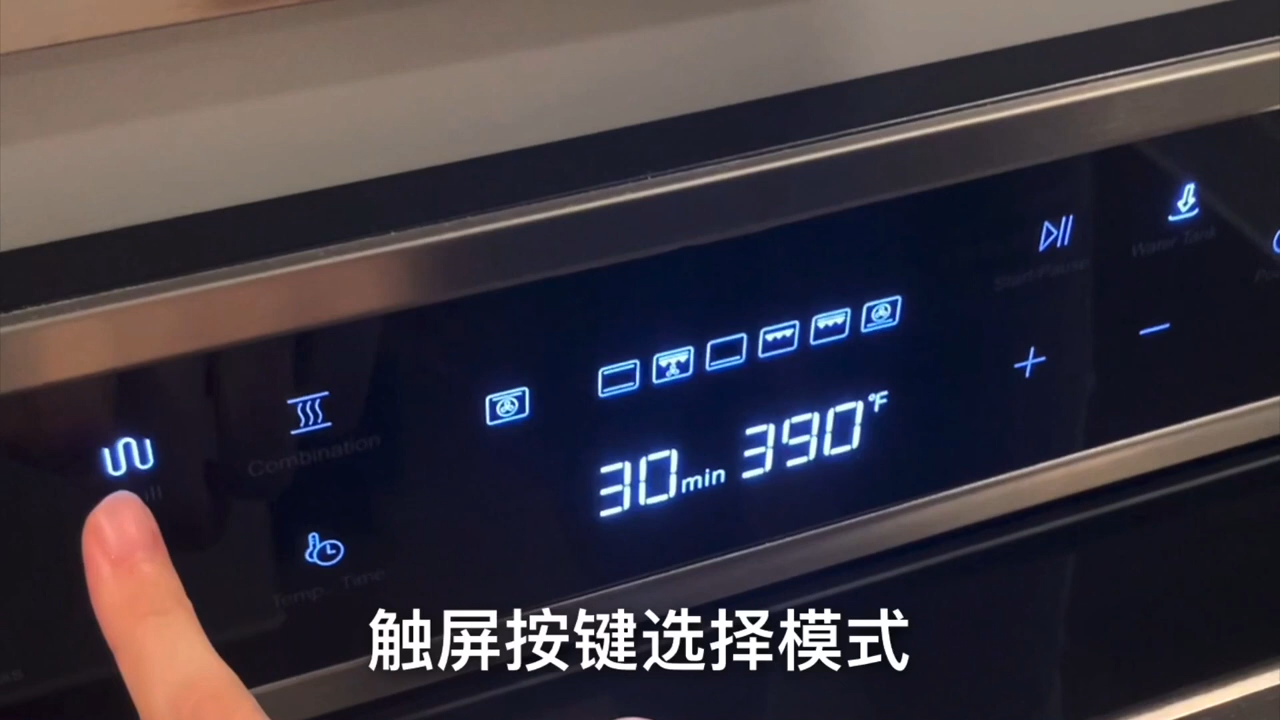 Water Tank
Start/Pause
Combination
30min 390°F
Temp., Time
触屏按键选择模式